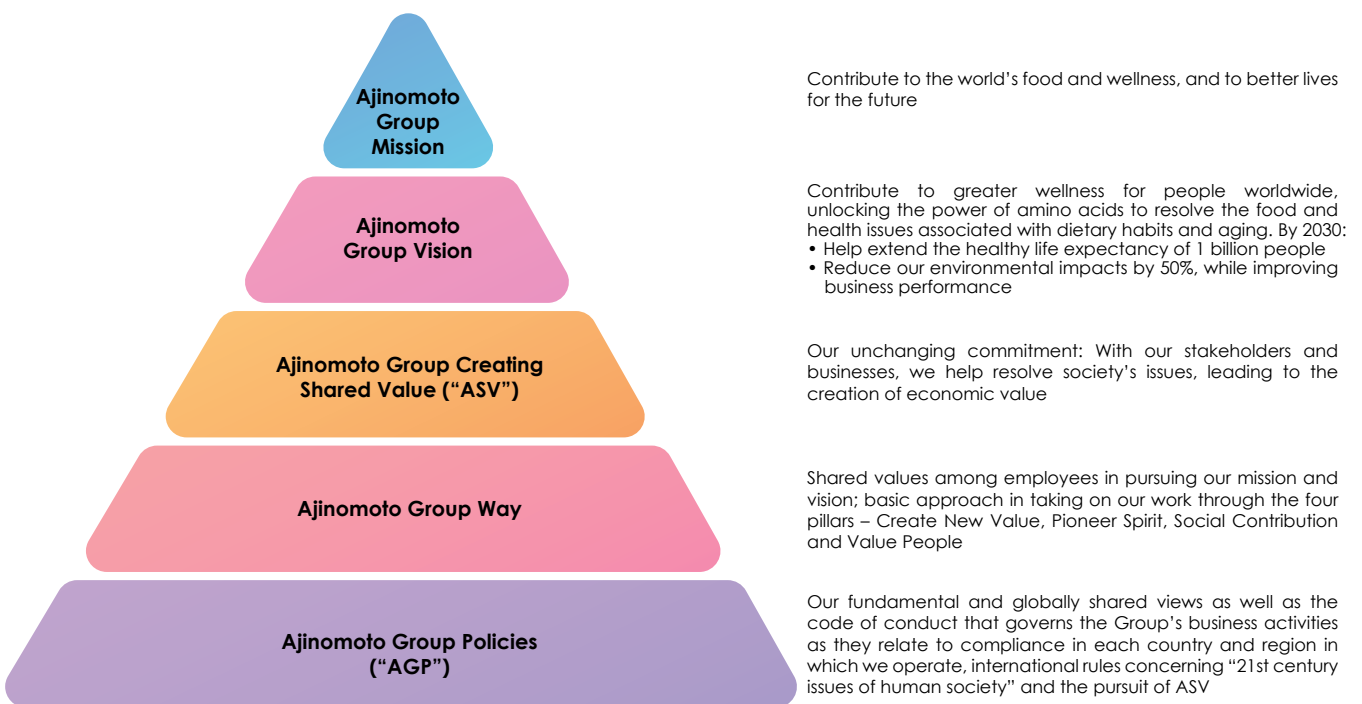 Ajinomoto
Group
Mission
Contribute to the world’s food and wellness, and to better lives
for the future
Ajinomoto
Group Vision
Contribute to greater wellness for people worldwide,
unlocking the power of amino acids to resolve the food and
health issues associated with dietary habits and aging. By 2030:
• Help extend the healthy life expectancy of 1 billion people
• Reduce our environmental impacts by 50%, while improving
business performance
Ajinomoto Group Creating
Shared Value (“ASV”)
Our unchanging commitment: With our stakeholders and
businesses, we help resolve society’s issues, leading to the
creation of economic value
Ajinomoto Group Way
Shared values among employees in pursuing our mission and
vision; basic approach in taking on our work through the four
pillars – Create New Value, Pioneer Spirit, Social Contribution
and Value People
Ajinomoto Group Policies
(“AGP”)
Our fundamental and globally shared views as well as the
code of conduct that governs the Group’s business activities
as they relate to compliance in each country and region in
which we operate, international rules concerning “21st century
issues of human society” and the pursuit of ASV